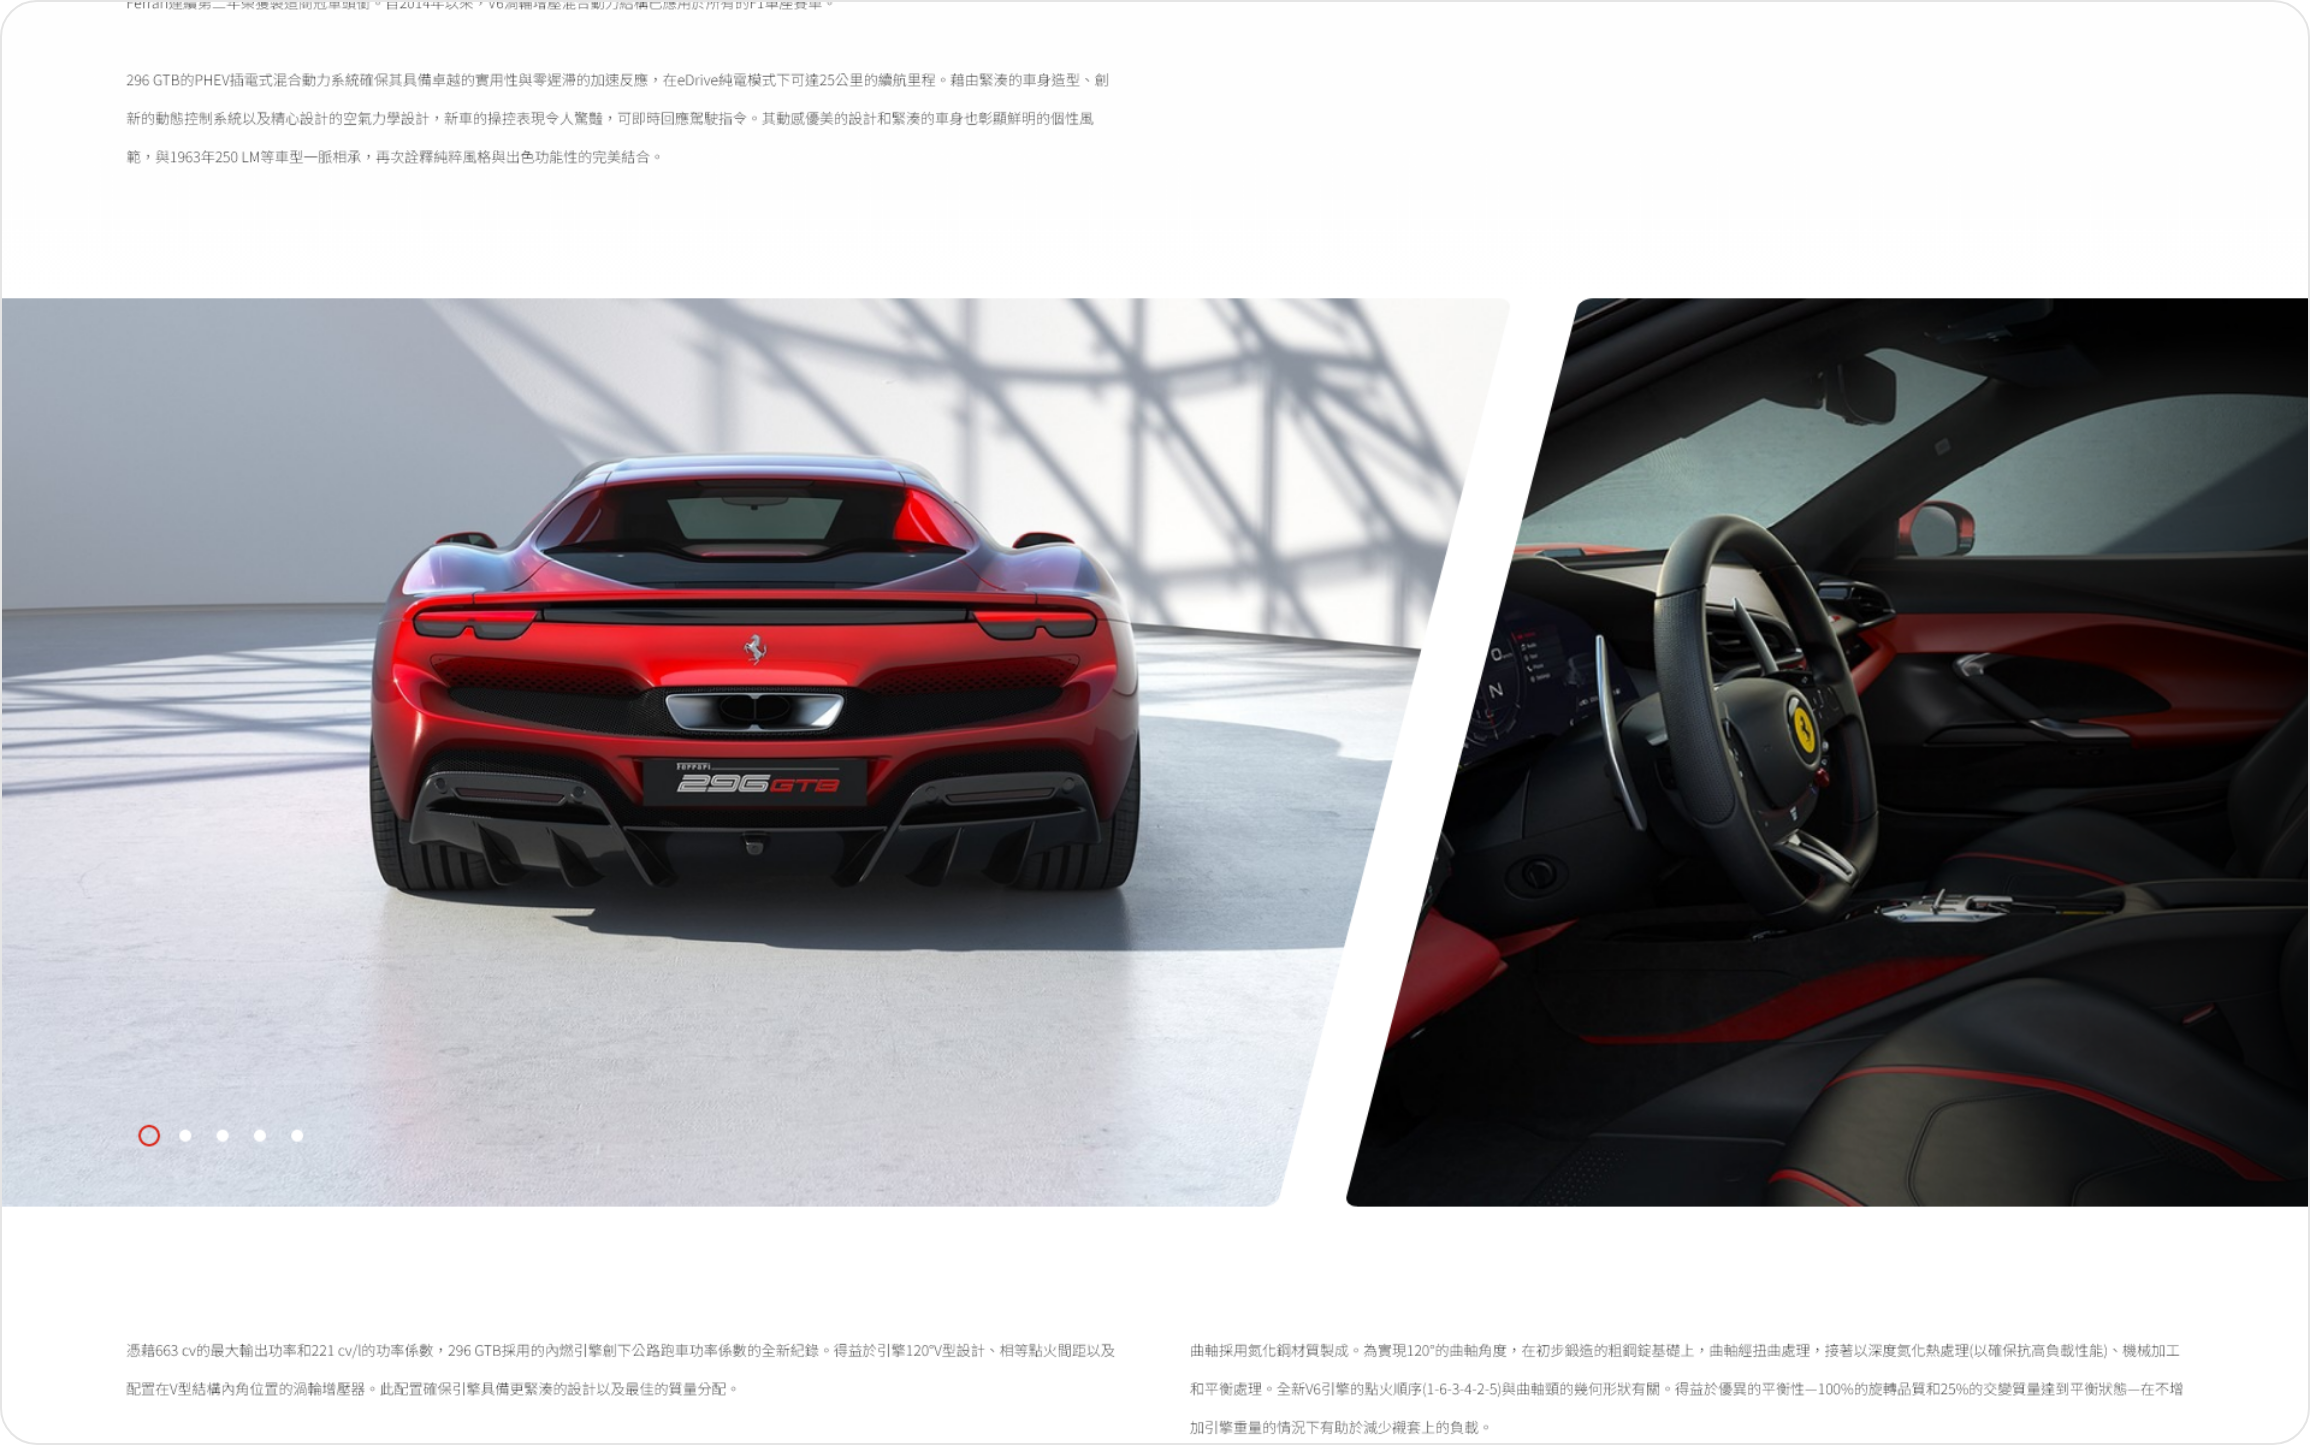 Ferrari連續第二年榮獲製造商冠軍頭銜。自2014年以來，V6渦輪增壓混合動力結構已應用於所有的F1單座賽車。
296 GTB的PHEV插電式混合動力系統確保其具備卓越的實用性與零遲滯的加速反應，在eDrive純電模式下可達25公里的續航里程。藉由緊湊的車身造型、創
新的動態控制系統以及精心設計的空氣力學設計，新車的操控表現令人驚豔，可即時回應駕駛指令。其動感優美的設計和緊湊的車身也彰顯鮮明的個性風
範，與1963年250 LM等車型一脈相承，再次詮釋純粹風格與出色功能性的完美結合。
Ferrari
296GTB
N
憑藉663 cv的最大輸出功率和221 cv/l的功率係數，296 GTB採用的內燃引擎創下公路跑車功率係數的全新紀錄。得益於引擎120°V型設計、相等點火間距以及
配置在V型結構內角位置的渦輪增壓器。此配置確保引擎具備更緊湊的設計以及最佳的質量分配。
曲軸採用氮化鋼材質製成。為實現120°的曲軸角度，在初步鍛造的粗鋼錠基礎上，曲軸經扭曲處理，接著以深度氮化熱處理(以確保抗高負載性能)、機械加工
和平衡處理。全新V6引擎的點火順序(1-6-3-4-2-5)與曲軸頸的幾何形狀有關。得益於優異的平衡性—100%的旋轉品質和25%的交變質量達到平衡狀態—在不增
加引擎重量的情況下有助於減少襯套上的負載。